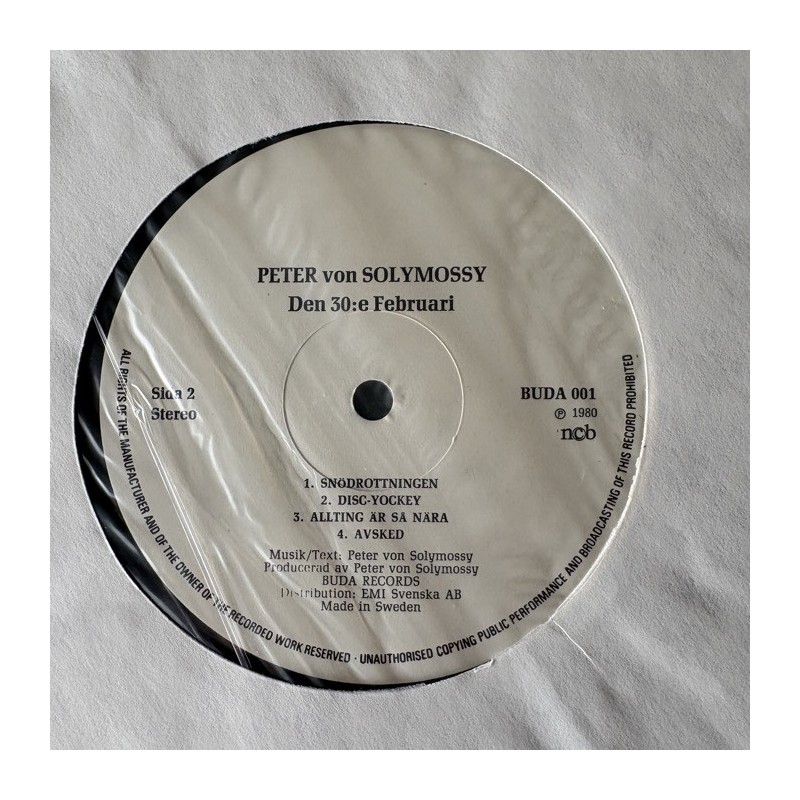 PETER von SOLYMOSSY
Den 30:e Februari
Sida 2
Stereo
BUDA 001
℗ 1980
ncb
1. SNÖDROTTNINGEN
2. DISC-YOCKEY
3. ALLTING ÄR SÅ NÄRA
4. AVSKED
Musik/Text: Peter von Solymossy
Producerad av Peter von Solymossy
BUDA RECORDS
Distribution: EMI Svenska AB
Made in Sweden
ALL RIGHTS OF THE MANUFACTURER AND OF THE OWNER OF THE RECORDED WORK RESERVED · UNAUTHORISED COPYING PUBLIC PERFORMANCE AND BROADCASTING OF THIS RECORD PROHIBITED